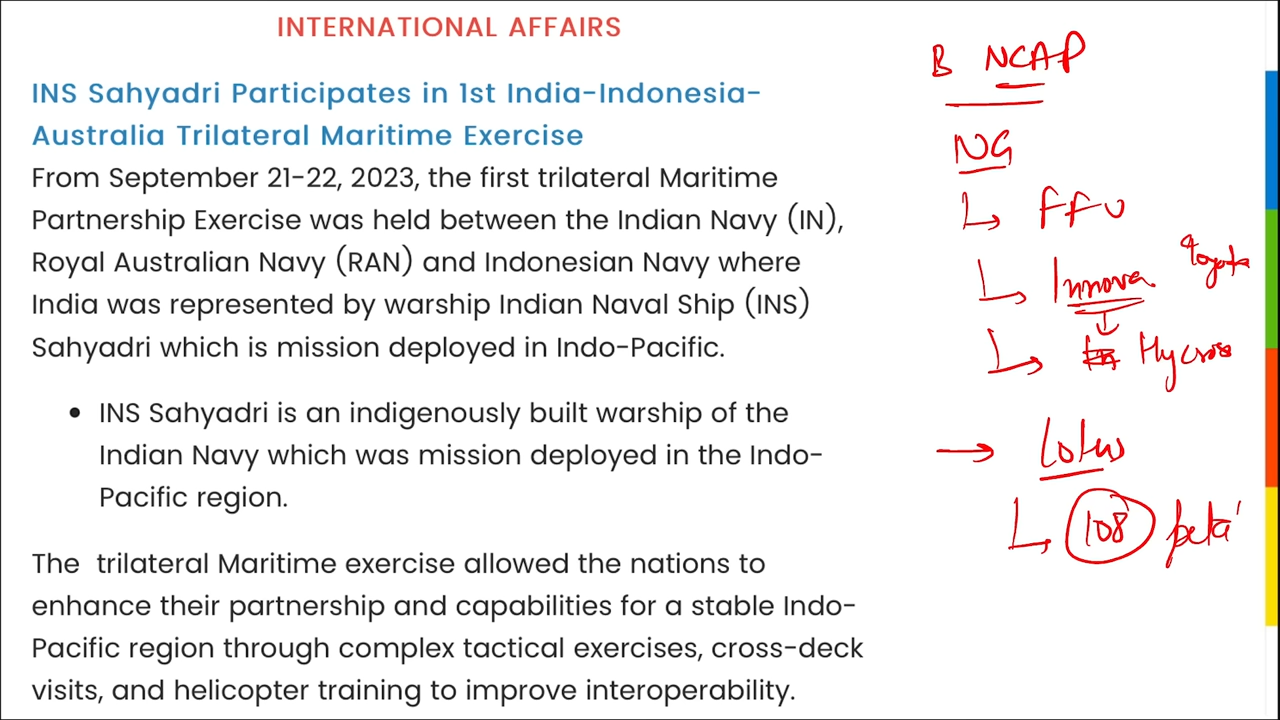 INTERNATIONAL AFFAIRS
INS Sahyadri Participates in 1st India-Indonesia-
Australia Trilateral Maritime Exercise
From September 21-22, 2023, the first trilateral Maritime
Partnership Exercise was held between the Indian Navy (IN),
Royal Australian Navy (RAN) and Indonesian Navy where
India was represented by warship Indian Naval Ship (INS)
Sahyadri which is mission deployed in Indo-Pacific.
• INS Sahyadri is an indigenously built warship of the
Indian Navy which was mission deployed in the Indo-
Pacific region.
The trilateral Maritime exercise allowed the nations to
enhance their partnership and capabilities for a stable Indo-
Pacific region through complex tactical exercises, cross-deck
visits, and helicopter training to improve interoperability.
B NCAP
NG
FFV
Innova Toyota
Hycross
Lotus
108 petal